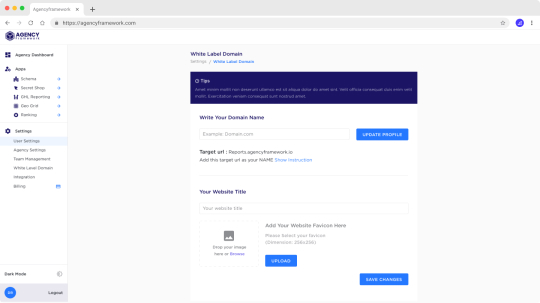 Agencyframework
https://agencyframework.com
AGENCY
framework
Agency Dashboard
Apps
Schema
Secret Shop
GHL Reporting
Geo Grid
Ranking
Settings
User Settings
Agency Settings
Team Management
White Label Domain
Integration
Billing
Dark Mode
Logout
White Label Domain
Settings / White Label Domain
Tips
Amet minim mollit non deserunt ullamco est sit aliqua dolor do amet sint. Velit officia consequat duis enim velit
mollit. Exercitation veniam consequat sunt nostrud amet.
Write Your Domain Name
Example: Domain.com
UPDATE PROFILE
Target url : Reports.agencyframework.io
Add this target url as your NAME Show Instruction
Your Website Title
Your website title
Drop your image
here or Browse
Add Your Website Favicon Here
Please Select your favicon
(Dimension: 256x256)
UPLOAD
SAVE CHANGES